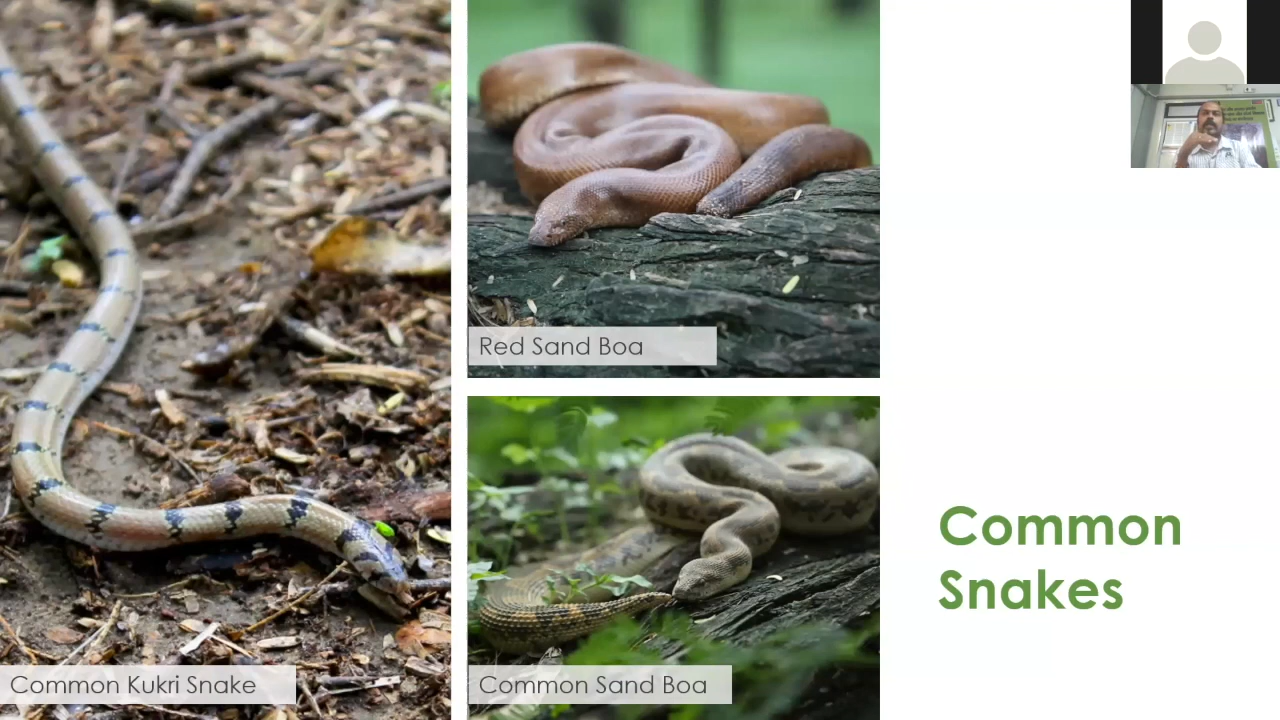 Red Sand Boa
Common Kukri Snake
Common Sand Boa
Common
Snakes